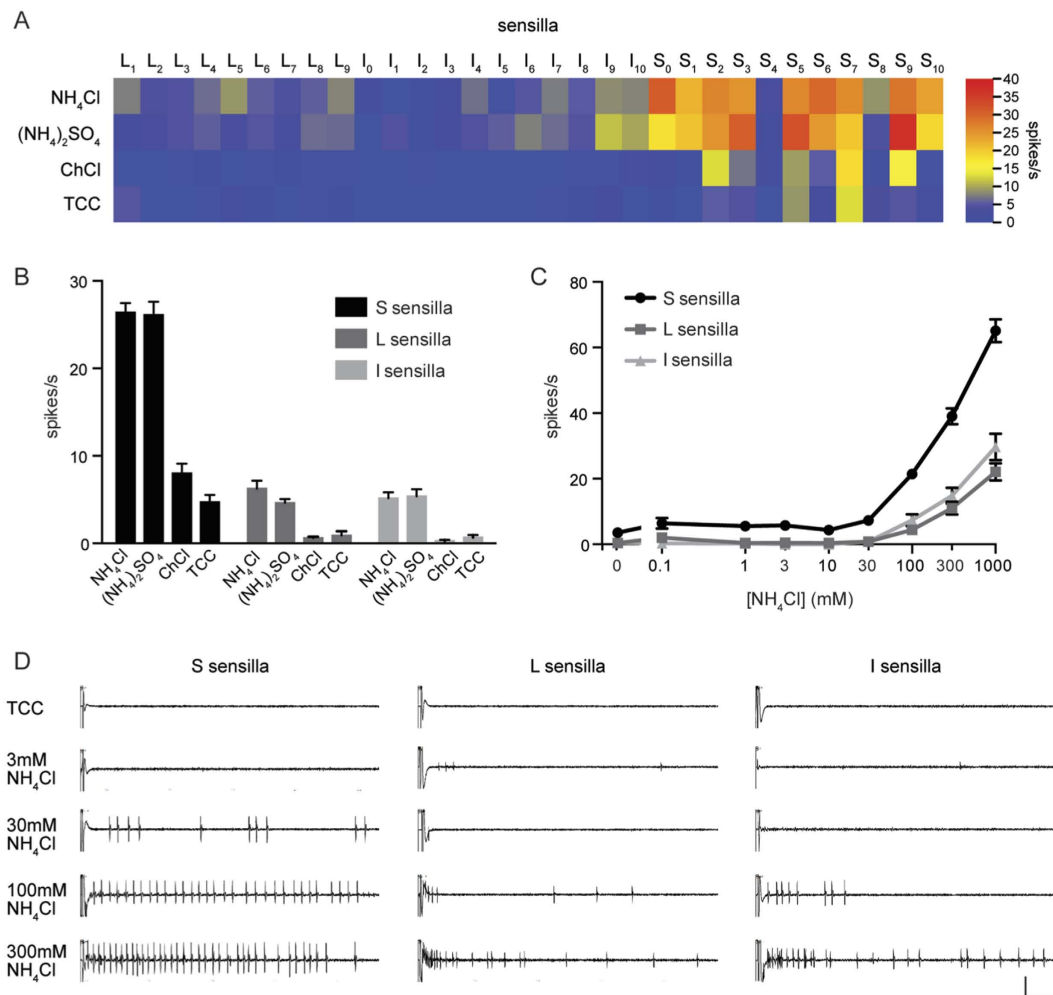 A
sensilla
L1 L2 L3 L4 L5 L6 L7 L8 L9 I0 I1 I2 I3 I4 I5 I6 I7 I8 I9 I10 S0 S1 S2 S3 S4 S5 S6 S7 S8 S9 S10
NH4Cl
(NH4)2SO4
ChCl
TCC
40
35
30
25
20
15
10
5
0
spikes/s
B
30
20
10
0
spikes/s
S sensilla
L sensilla
I sensilla
NH4Cl (NH4)2SO4 ChCl TCC NH4Cl (NH4)2SO4 ChCl TCC NH4Cl (NH4)2SO4 ChCl TCC
C
80
60
40
20
0
spikes/s
S sensilla
L sensilla
I sensilla
0 0.1 1 3 10 30 100 300 1000
[NH4Cl] (mM)
D
S sensilla L sensilla I sensilla
TCC
3mM
NH4Cl
30mM
NH4Cl
100mM
NH4Cl
300mM
NH4Cl